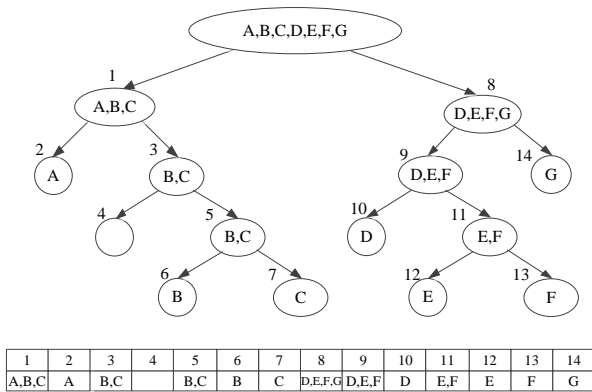 A,B,C,D,E,F,G
1
8
A,B,C
D,E,F,G
2
3
9
14
A
B,C
D,E,F
G
4
5
10
11
B,C
D
E,F
6
7
12
13
B
C
E
F
1 2 3 4 5 6 7 8 9 10 11 12 13 14
A,B,C A B,C B,C B C D,E,F,G D,E,F D E,F E F G